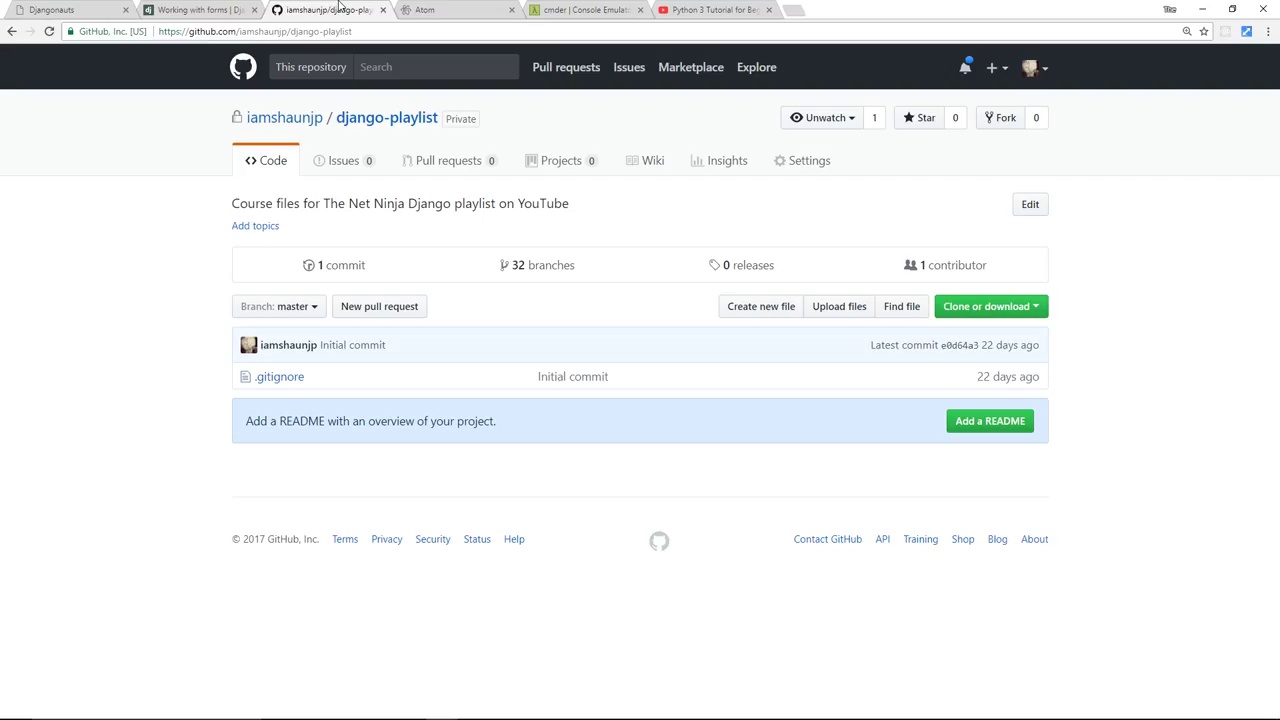 Djangonauts
Working with forms | Dj
iamshaunjp/django-play
Atom
cmder | Console Emulat
Python 3 Tutorial for Be
The
GitHub, Inc. [US]
https://github.com/iamshaunjp/django-playlist
This repository
Search
Pull requests
Issues
Marketplace
Explore
iamshaunjp / django-playlist
Private
Unwatch
1
Star
0
Fork
0
Code
Issues 0
Pull requests 0
Projects 0
Wiki
Insights
Settings
Course files for The Net Ninja Django playlist on YouTube
Edit
Add topics
1 commit
32 branches
0 releases
1 contributor
Branch: master
New pull request
Create new file
Upload files
Find file
Clone or download
iamshaunjp Initial commit
Latest commit e0d64a3 22 days ago
.gitignore
Initial commit
22 days ago
Add a README with an overview of your project.
Add a README
© 2017 GitHub, Inc.
Terms
Privacy
Security
Status
Help
Contact GitHub
API
Training
Shop
Blog
About